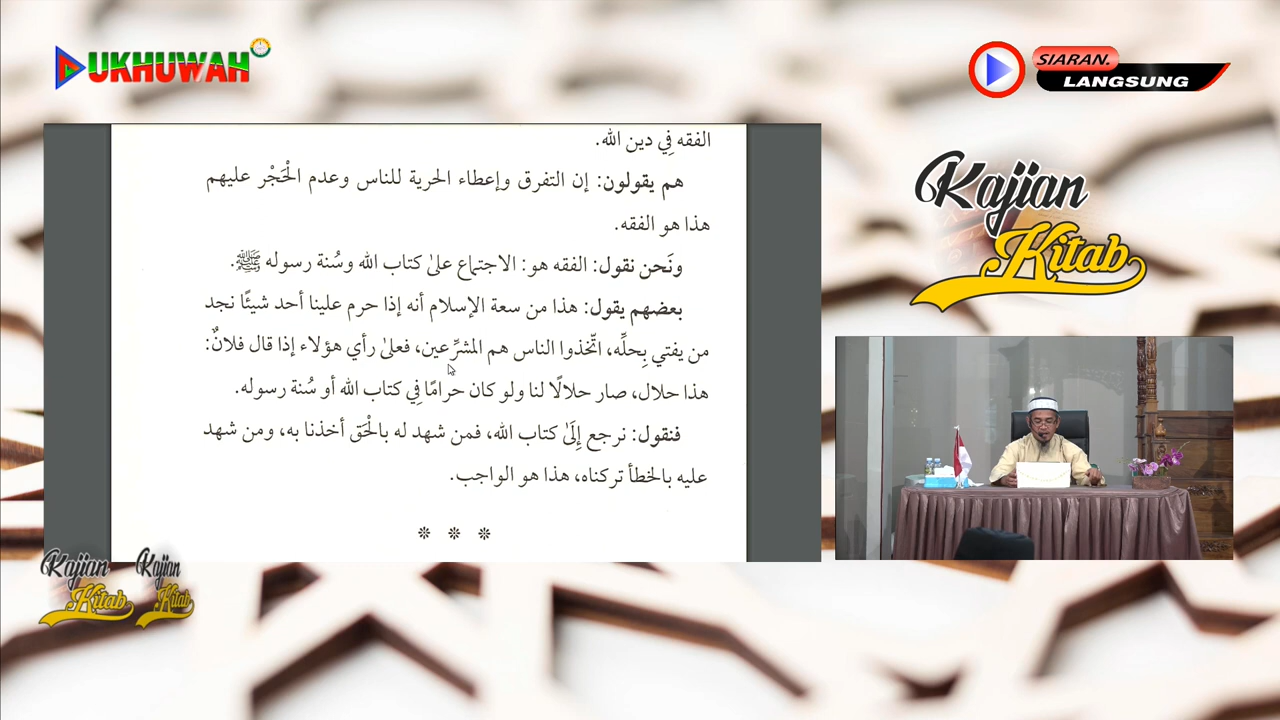 UKHUWAH
SIARAN.
LANGSUNG
الفقه فِي دين الله.
هم يقولون: إن التفرق وإعطاء الحرية للناس وعدم الْحَجْر عليهم
هذا هو الفقه.
ونَحن نقول: الفقه هو: الاجتماع علىٰ كتاب الله وسُنة رسوله ﷺ.
بعضهم يقول: هذا من سعة الإسلام أنه إذا حرم علينا أحد شيئًا نجد
من يفتي بِحلِّه، اتَّخذوا الناس هم المشرِّعين، فعلىٰ رأي هؤلاء إذا قال فلانٌ:
هذا حلال، صار حلالًا لنا ولو كان حرامًا فِي كتاب الله أو سُنة رسوله.
فنقول: نرجع إِلَىٰ كتاب الله، فمن شهد له بالْحَق أخذنا به، ومن شهد
عليه بالخطأ تركناه، هذا هو الواجب.
* * *
Kajian
Kitab
Kajian
Kitab
Kajian
Kitab